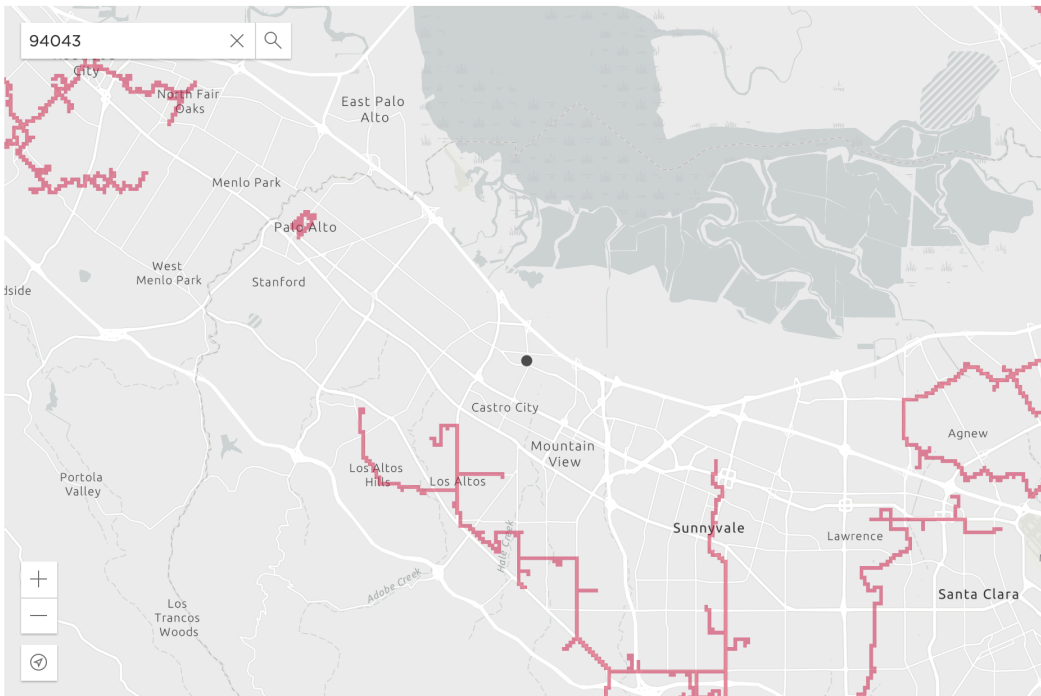 94043
City
North Fair
Oaks
East Palo
Alto
Menlo Park
Palo Alto
West
Menlo Park
Stanford
dside
Castro City
Mountain
View
Agnew
Los Altos
Hills
Los Altos
Portola
Valley
Hale Creek
Sunnyvale
Lawrence
Adobe Creek
Santa Clara
Los
Trancos
Woods